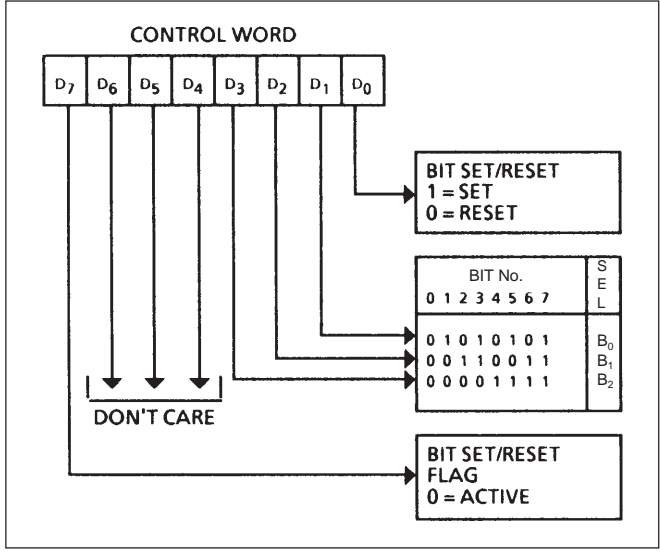 CONTROL WORD
D7 D6 D5 D4 D3 D2 D1 D0
BIT SET/RESET
1 = SET
0 = RESET
BIT No.
0 1 2 3 4 5 6 7
S
E
L
0 1 0 1 0 1 0 1 B0
0 0 1 1 0 0 1 1 B1
0 0 0 0 1 1 1 1 B2
DON'T CARE
BIT SET/RESET
FLAG
0 = ACTIVE